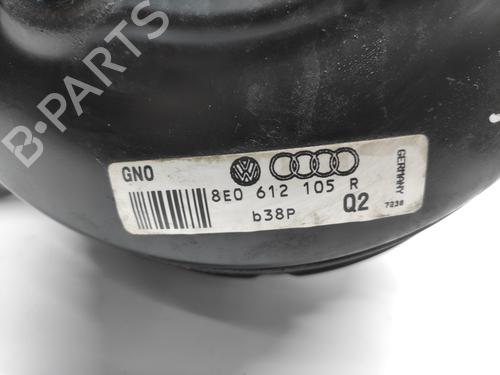 B-PARTS
GNO
8E0 612 105 R
b38P
Q2
GERMANY
7238